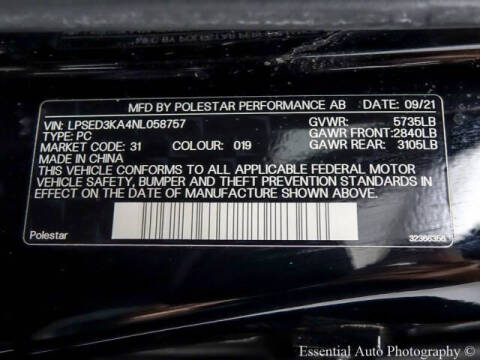 MFD BY POLESTAR PERFORMANCE AB DATE: 09/21
VIN: LPSED3KA4NL058757 GVWR: 5735LB
TYPE: PC GAWR FRONT:2840LB
MARKET CODE: 31 COLOUR: 019 GAWR REAR: 3105LB
MADE IN CHINA
THIS VEHICLE CONFORMS TO ALL APPLICABLE FEDERAL MOTOR
VEHICLE SAFETY, BUMPER AND THEFT PREVENTION STANDARDS IN
EFFECT ON THE DATE OF MANUFACTURE SHOWN ABOVE.
Polestar 32366356
Essential Auto Photography ©